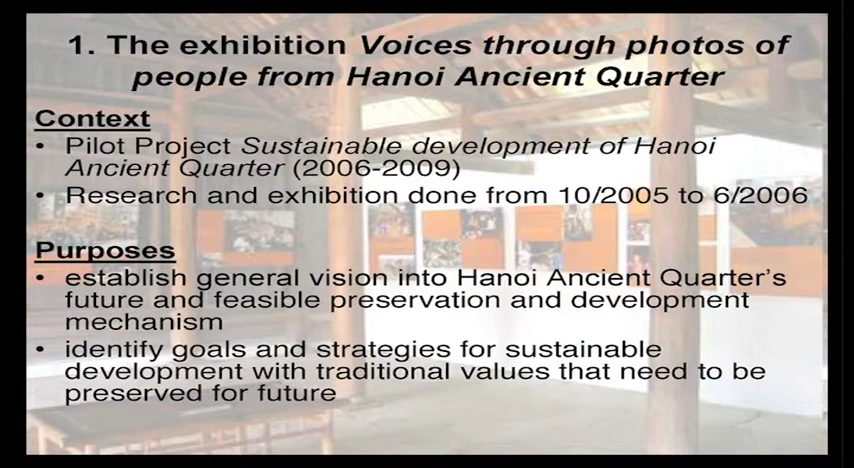 1. The exhibition Voices through photos of
people from Hanoi Ancient Quarter
Context
• Pilot Project Sustainable development of Hanoi
Ancient Quarter (2006-2009)
• Research and exhibition done from 10/2005 to 6/2006
Purposes
• establish general vision into Hanoi Ancient Quarter's
future and feasible preservation and development
mechanism
• identify goals and strategies for sustainable
development with traditional values that need to be
preserved for future